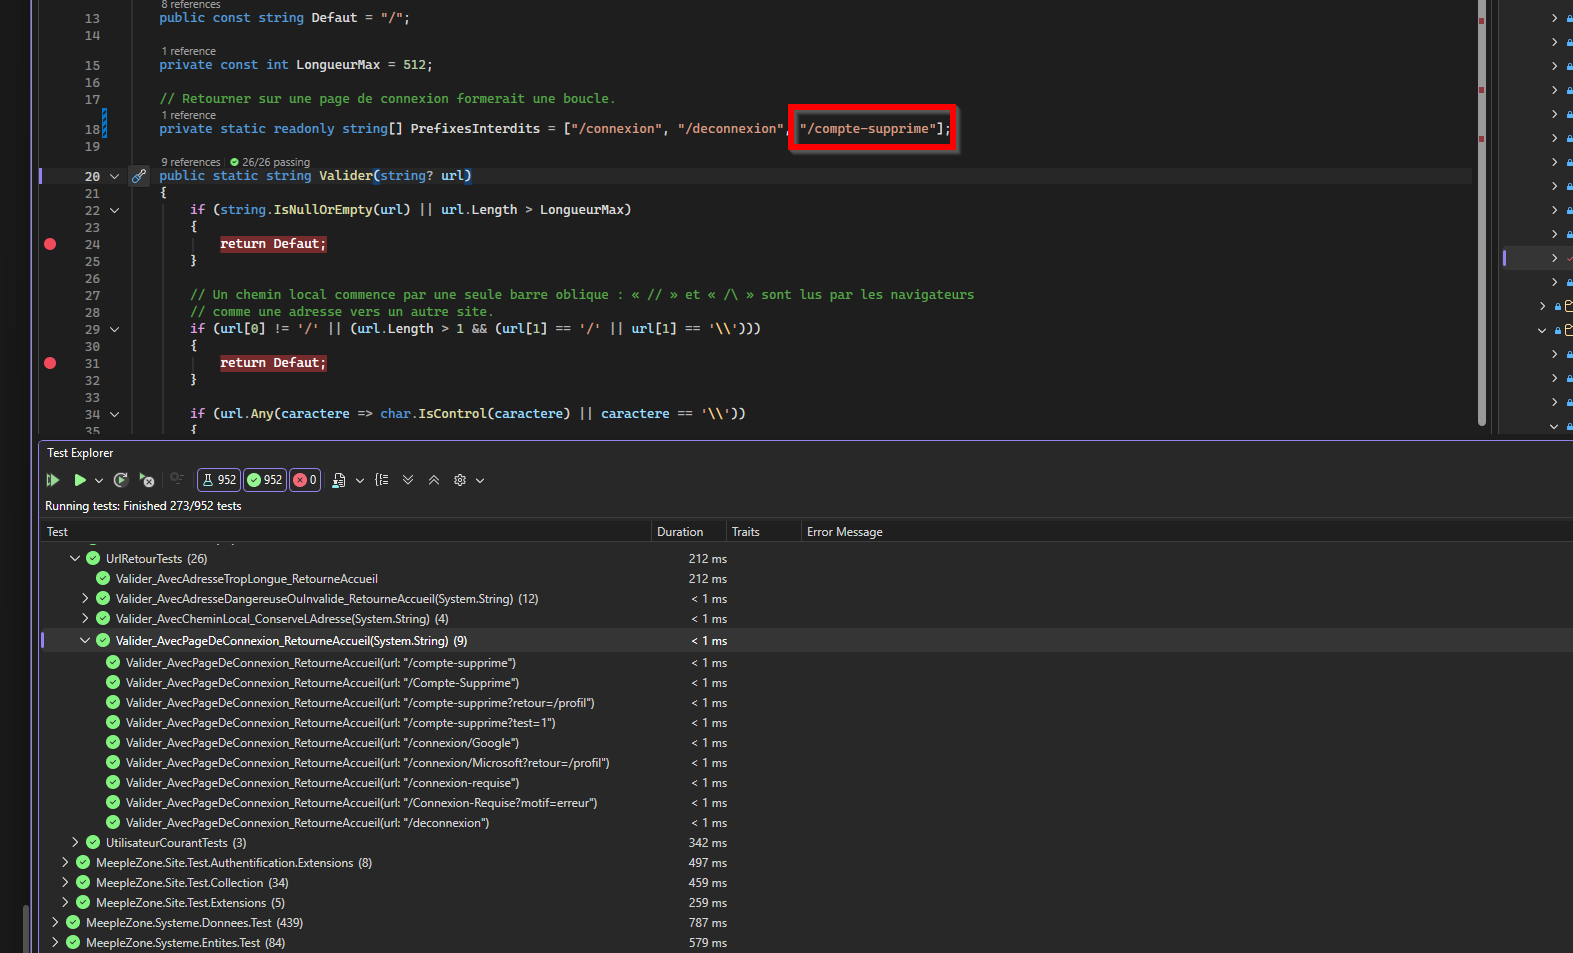 8 references
13 public const string Defaut = "/";
14
1 reference
15 private const int LongueurMax = 512;
16
17 // Retourner sur une page de connexion formerait une boucle.
1 reference
18 private static readonly string[] PrefixesInterdits = ["/connexion", "/deconnexion", "/compte-supprime"];
19
9 references | 26/26 passing
20 public static string Valider(string? url)
21 {
22 if (string.IsNullOrEmpty(url) || url.Length > LongueurMax)
23 {
24 return Defaut;
25 }
26
27 // Un chemin local commence par une seule barre oblique : « // » et « /\ » sont lus par les navigateurs
28 // comme une adresse vers un autre site.
29 if (url[0] != '/' || (url.Length > 1 && (url[1] == '/' || url[1] == '\\')))
30 {
31 return Defaut;
32 }
33
34 if (url.Any(caractere => char.IsControl(caractere) || caractere == '\\'))
35 {
Test Explorer
952 952 0
Running tests: Finished 273/952 tests
Test Duration Traits Error Message
UrlRetourTests (26) 212 ms
Valider_AvecAdresseTropLongue_RetourneAccueil 212 ms
Valider_AvecAdresseDangereuseOuInvalide_RetourneAccueil(System.String) (12) < 1 ms
Valider_AvecCheminLocal_ConserveLAdresse(System.String) (4) < 1 ms
Valider_AvecPageDeConnexion_RetourneAccueil(System.String) (9) < 1 ms
Valider_AvecPageDeConnexion_RetourneAccueil(url: "/compte-supprime") < 1 ms
Valider_AvecPageDeConnexion_RetourneAccueil(url: "/Compte-Supprime") < 1 ms
Valider_AvecPageDeConnexion_RetourneAccueil(url: "/compte-supprime?retour=/profil") < 1 ms
Valider_AvecPageDeConnexion_RetourneAccueil(url: "/compte-supprime?test=1") < 1 ms
Valider_AvecPageDeConnexion_RetourneAccueil(url: "/connexion/Google") < 1 ms
Valider_AvecPageDeConnexion_RetourneAccueil(url: "/connexion/Microsoft?retour=/profil") < 1 ms
Valider_AvecPageDeConnexion_RetourneAccueil(url: "/connexion-requise") < 1 ms
Valider_AvecPageDeConnexion_RetourneAccueil(url: "/Connexion-Requise?motif=erreur") < 1 ms
Valider_AvecPageDeConnexion_RetourneAccueil(url: "/deconnexion") < 1 ms
UtilisateurCourantTests (3) 342 ms
MeepleZone.Site.Test.Authentification.Extensions (8) 497 ms
MeepleZone.Site.Test.Collection (34) 459 ms
MeepleZone.Site.Test.Extensions (5) 259 ms
MeepleZone.Systeme.Donnees.Test (439) 787 ms
MeepleZone.Systeme.Entites.Test (84) 579 ms